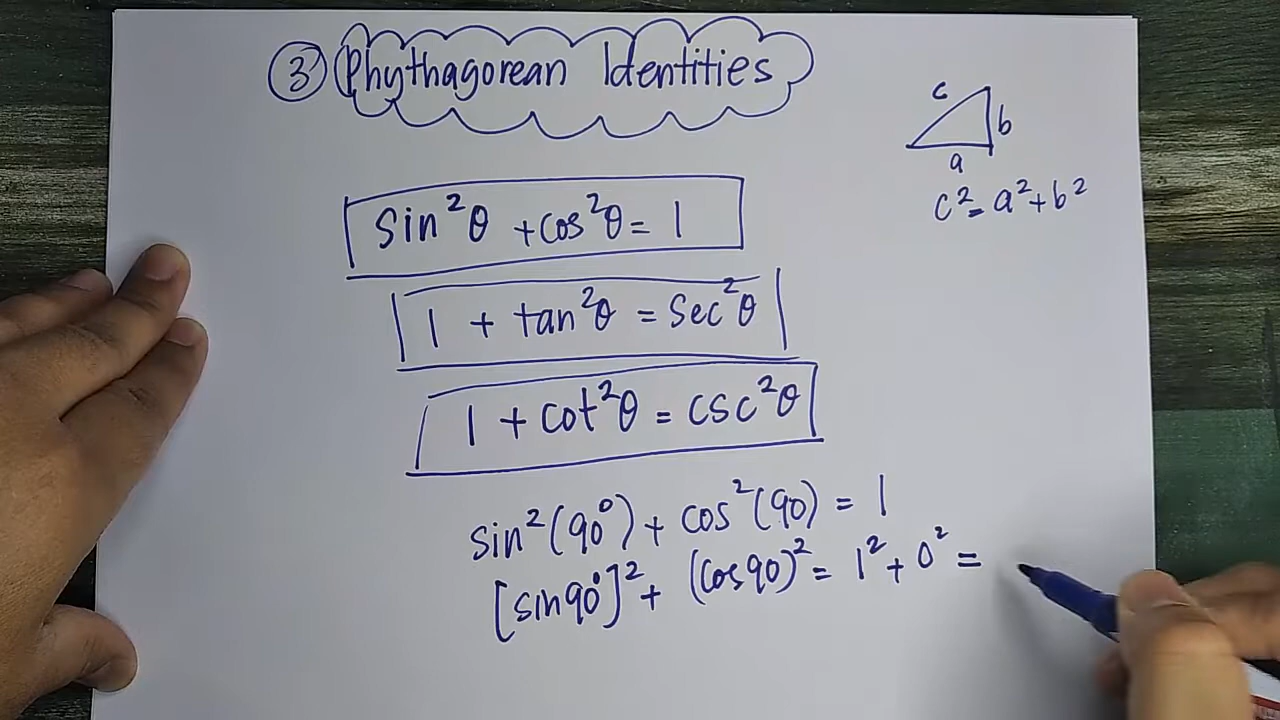 3 Phythagorean Identities
c
b
a
c² = a² + b²
sin²θ + cos²θ = 1
1 + tan²θ = sec²θ
1 + cot²θ = csc²θ
sin²(90°) + cos²(90) = 1
[sin90°]² + (cos90)² = 1² + 0² =